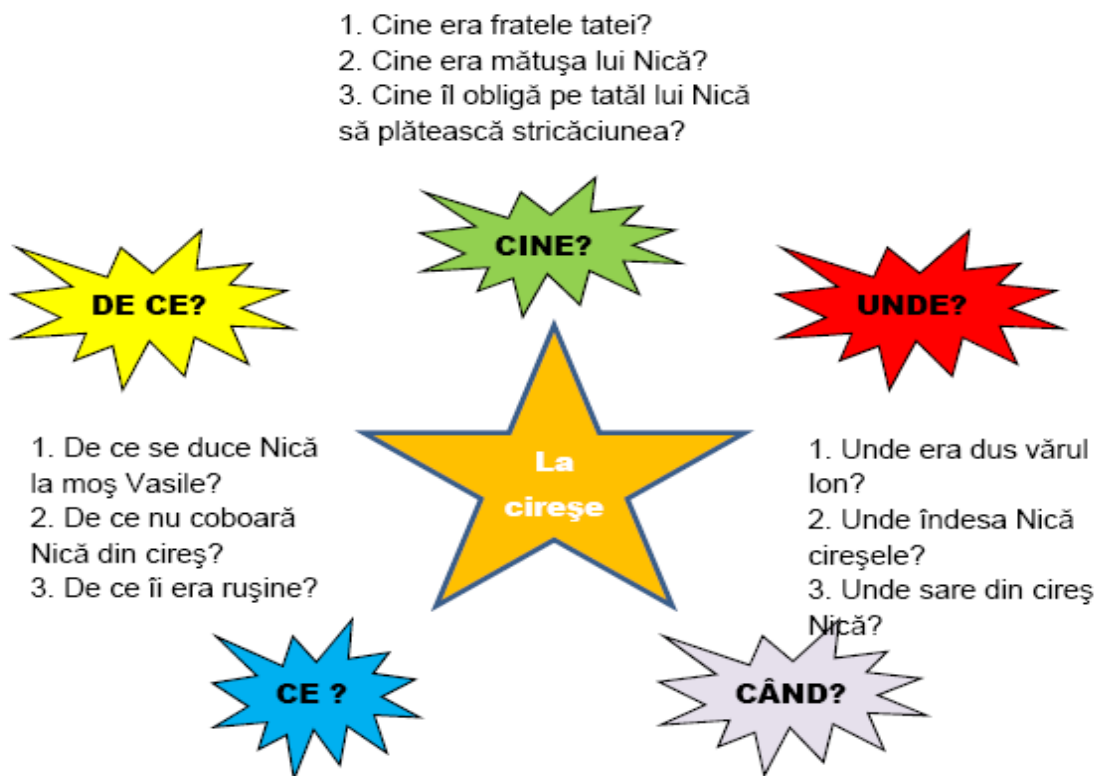 1. Cine era fratele tatei?
2. Cine era mătuşa lui Nică?
3. Cine îl obligă pe tatăl lui Nică
să plătească stricăciunea?
CINE?
DE CE?
UNDE?
La
cireşe
1. De ce se duce Nică
la moş Vasile?
2. De ce nu coboară
Nică din cireş?
3. De ce îi era ruşine?
1. Unde era dus vărul
Ion?
2. Unde îndesa Nică
cireşele?
3. Unde sare din cireş
Nică?
CE ?
CÂND?